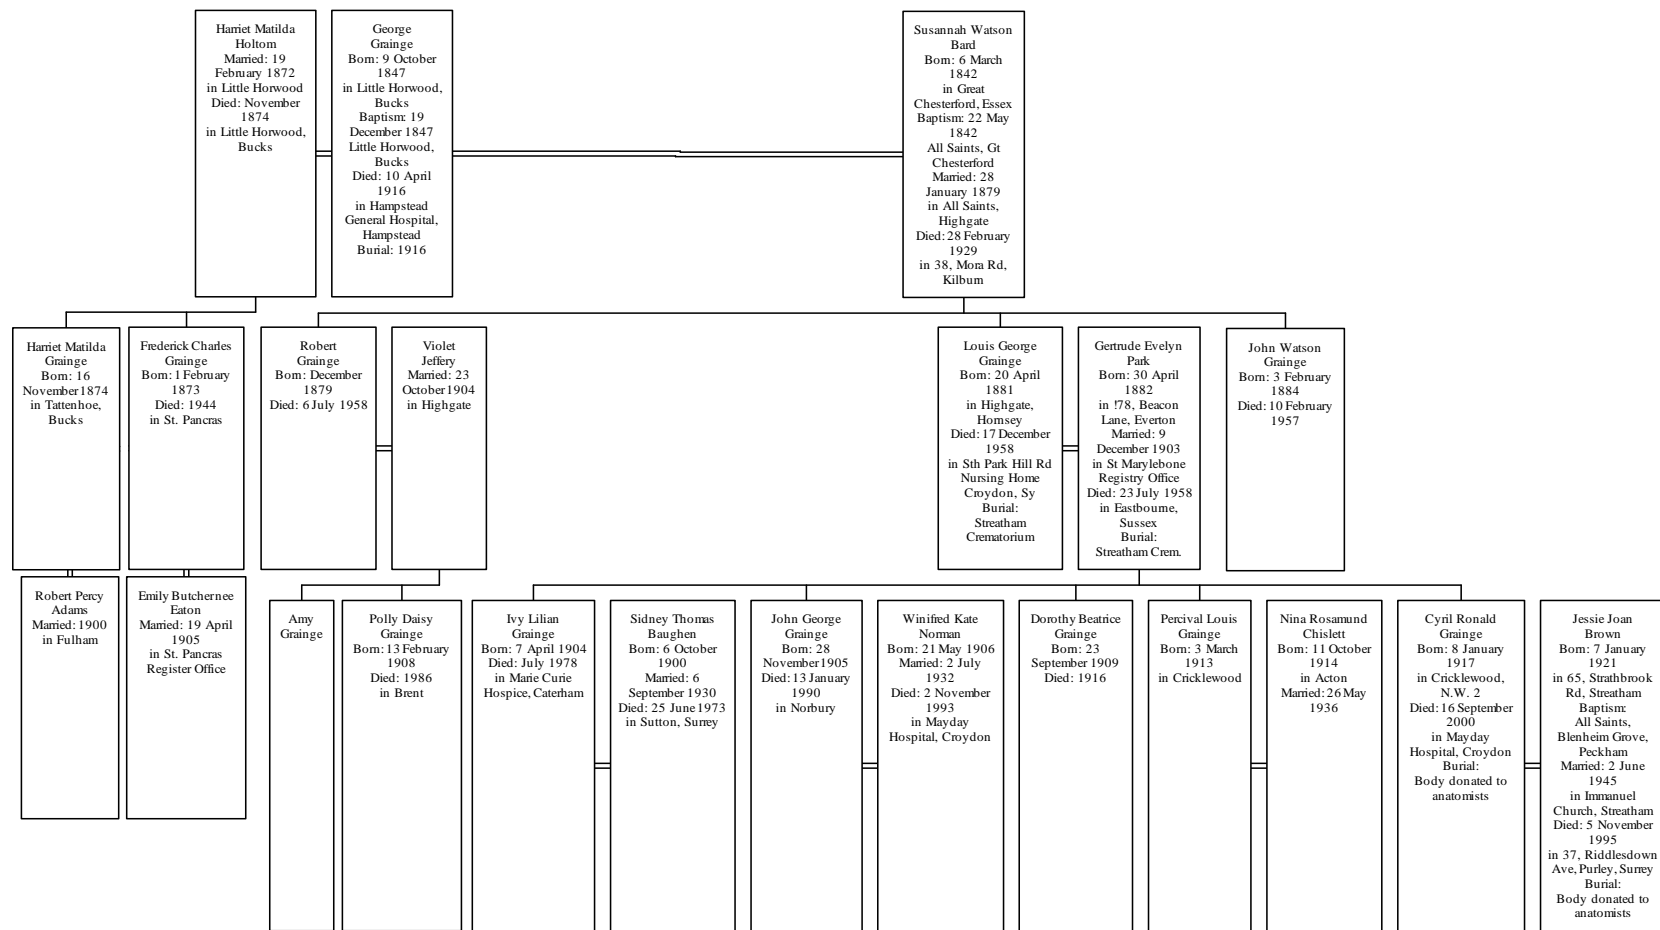 Harriet Matilda
Holtom
Married: 19
February 1872
in Little Horwood
Died: November
1874
in Little Horwood,
Bucks
George
Grainge
Born: 9 October
1847
in Little Horwood,
Bucks
Baptism: 19
December 1847
Little Horwood,
Bucks
Died: 10 April
1916
in Hampstead
General Hospital,
Hampstead
Burial: 1916
Susannah Watson
Bard
Born: 6 March
1842
in Great
Chesterford, Essex
Baptism: 22 May
1842
All Saints, Gt
Chesterford
Married: 28
January 1879
in All Saints,
Highgate
Died: 28 February
1929
in 38, Mora Rd,
Kilburn
Harriet Matilda
Grainge
Born: 16
November 1874
in Tattenhoe,
Bucks
Frederick Charles
Grainge
Born: 1 February
1873
Died: 1944
in St. Pancras
Robert
Grainge
Born: December
1879
Died: 6 July 1958
Violet
Jeffery
Married: 23
October 1904
in Highgate
Louis George
Grainge
Born: 20 April
1881
in Highgate,
Hornsey
Died: 17 December
1958
in Sth Park Hill Rd
Nursing Home
Croydon, Sy
Burial:
Streatham
Crematorium
Gertrude Evelyn
Park
Born: 30 April
1882
in !78, Beacon
Lane, Everton
Married: 9
December 1903
in St Marylebone
Registry Office
Died: 23 July 1958
in Eastbourne,
Sussex
Burial:
Streatham Crem.
John Watson
Grainge
Born: 3 February
1884
Died: 10 February
1957
Robert Percy
Adams
Married: 1900
in Fulham
Emily Butchernee
Eaton
Married: 19 April
1905
in St. Pancras
Register Office
Amy
Grainge
Polly Daisy
Grainge
Born: 13 February
1908
Died: 1986
in Brent
Ivy Lilian
Grainge
Born: 7 April 1904
Died: July 1978
in Marie Curie
Hospice, Caterham
Sidney Thomas
Baughen
Born: 6 October
1900
Married: 6
September 1930
Died: 25 June 1973
in Sutton, Surrey
John George
Grainge
Born: 28
November 1905
Died: 13 January
1990
in Norbury
Winifred Kate
Norman
Born: 21 May 1906
Married: 2 July
1932
Died: 2 November
1993
in Mayday
Hospital, Croydon
Dorothy Beatrice
Grainge
Born: 23
September 1909
Died: 1916
Percival Louis
Grainge
Born: 3 March
1913
in Cricklewood
Nina Rosamund
Chislett
Born: 11 October
1914
in Acton
Married: 26 May
1936
Cyril Ronald
Grainge
Born: 8 January
1917
in Cricklewood,
N.W. 2
Died: 16 September
2000
in Mayday
Hospital, Croydon
Burial:
Body donated to
anatomists
Jessie Joan
Brown
Born: 7 January
1921
in 65, Strathbrook
Rd, Streatham
Baptism:
All Saints,
Blenheim Grove,
Peckham
Married: 2 June
1945
in Immanuel
Church, Streatham
Died: 5 November
1995
in 37, Riddlesdown
Ave, Purley, Surrey
Burial:
Body donated to
anatomists